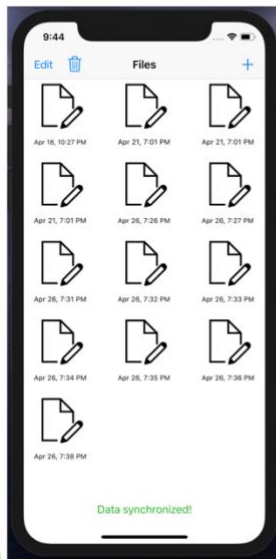 9:44
Edit Files +
Apr 18, 10:27 PM Apr 21, 7:01 PM Apr 21, 7:01 PM
Apr 21, 7:01 PM Apr 26, 7:26 PM Apr 26, 7:27 PM
Apr 26, 7:31 PM Apr 26, 7:32 PM Apr 26, 7:33 PM
Apr 26, 7:34 PM Apr 26, 7:35 PM Apr 26, 7:36 PM
Apr 26, 7:38 PM
Data synchronized!